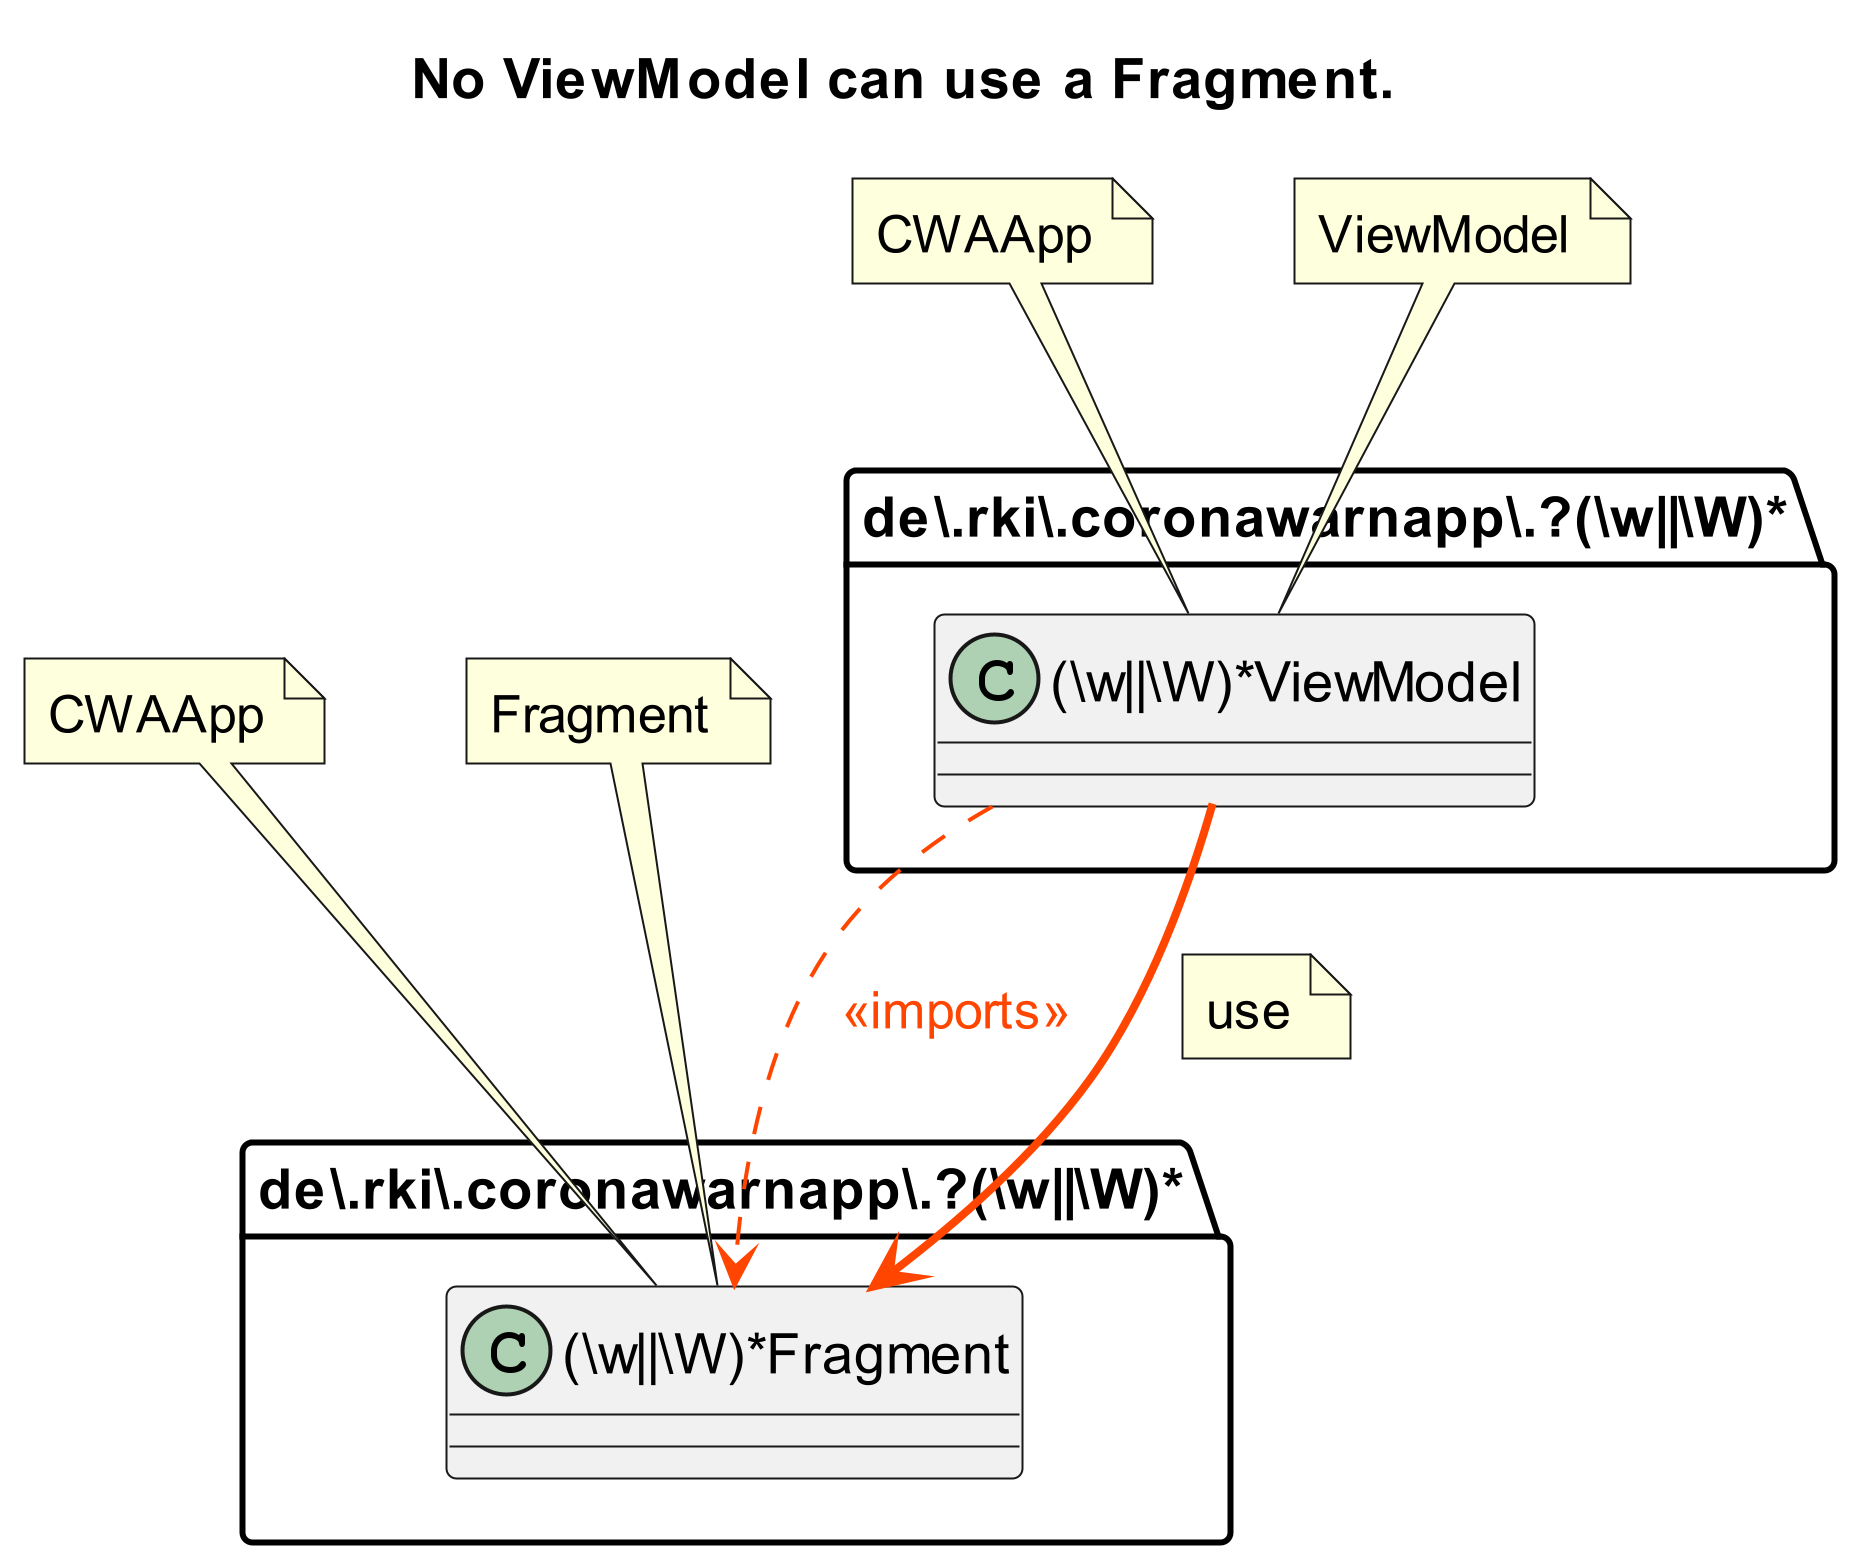 No ViewModel can use a Fragment.
CWAApp
ViewModel
de\.rki\.coronawarnapp\.?(\w||\W)*
C (\w||\W)*ViewModel
CWAApp
Fragment
«imports»
use
de\.rki\.coronawarnapp\.?(\w||\W)*
C (\w||\W)*Fragment